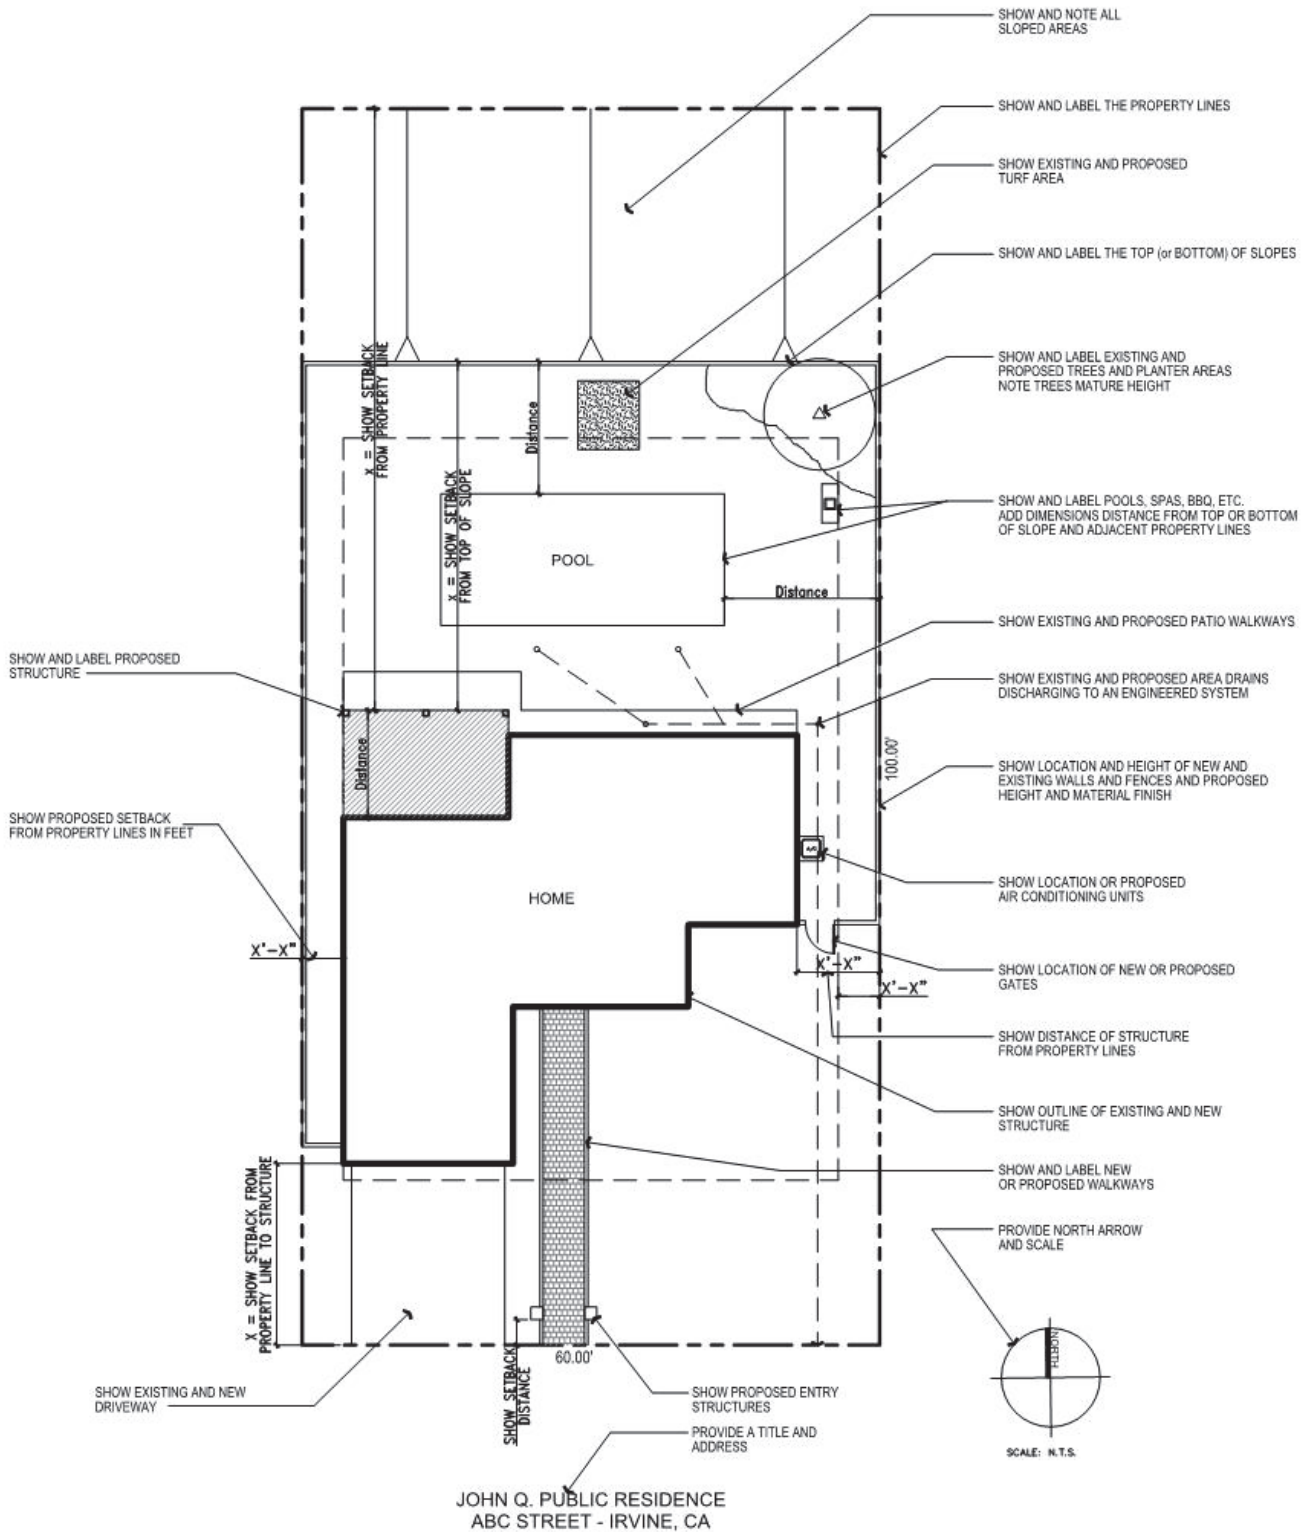 SHOW AND NOTE ALL
SLOPED AREAS
SHOW AND LABEL THE PROPERTY LINES
SHOW EXISTING AND PROPOSED
TURF AREA
SHOW AND LABEL THE TOP (or BOTTOM) OF SLOPES
SHOW AND LABEL EXISTING AND
PROPOSED TREES AND PLANTER AREAS
NOTE TREES MATURE HEIGHT
X = SHOW SETBACK
FROM PROPERTY LINE
Distance
X = SHOW SETBACK
FROM TOP OF SLOPE
SHOW AND LABEL POOLS, SPAS, BBQ, ETC.
ADD DIMENSIONS DISTANCE FROM TOP OR BOTTOM
OF SLOPE AND ADJACENT PROPERTY LINES
POOL
Distance
SHOW EXISTING AND PROPOSED PATIO WALKWAYS
SHOW AND LABEL PROPOSED
STRUCTURE
SHOW EXISTING AND PROPOSED AREA DRAINS
DISCHARGING TO AN ENGINEERED SYSTEM
Distance
100.00'
SHOW LOCATION AND HEIGHT OF NEW AND
EXISTING WALLS AND FENCES AND PROPOSED
HEIGHT AND MATERIAL FINISH
SHOW PROPOSED SETBACK
FROM PROPERTY LINES IN FEET
A/C
SHOW LOCATION OR PROPOSED
AIR CONDITIONING UNITS
HOME
X'-X"
X'-X"
SHOW LOCATION OF NEW OR PROPOSED
GATES
X'-X"
SHOW DISTANCE OF STRUCTURE
FROM PROPERTY LINES
SHOW OUTLINE OF EXISTING AND NEW
STRUCTURE
SHOW AND LABEL NEW
OR PROPOSED WALKWAYS
X = SHOW SETBACK FROM
PROPERTY LINE TO STRUCTURE
PROVIDE NORTH ARROW
AND SCALE
NORTH
60.00'
SHOW SETBACK
DISTANCE
SHOW EXISTING AND NEW
DRIVEWAY
SHOW PROPOSED ENTRY
STRUCTURES
PROVIDE A TITLE AND
ADDRESS
SCALE: N.T.S.
JOHN Q. PUBLIC RESIDENCE
ABC STREET - IRVINE, CA